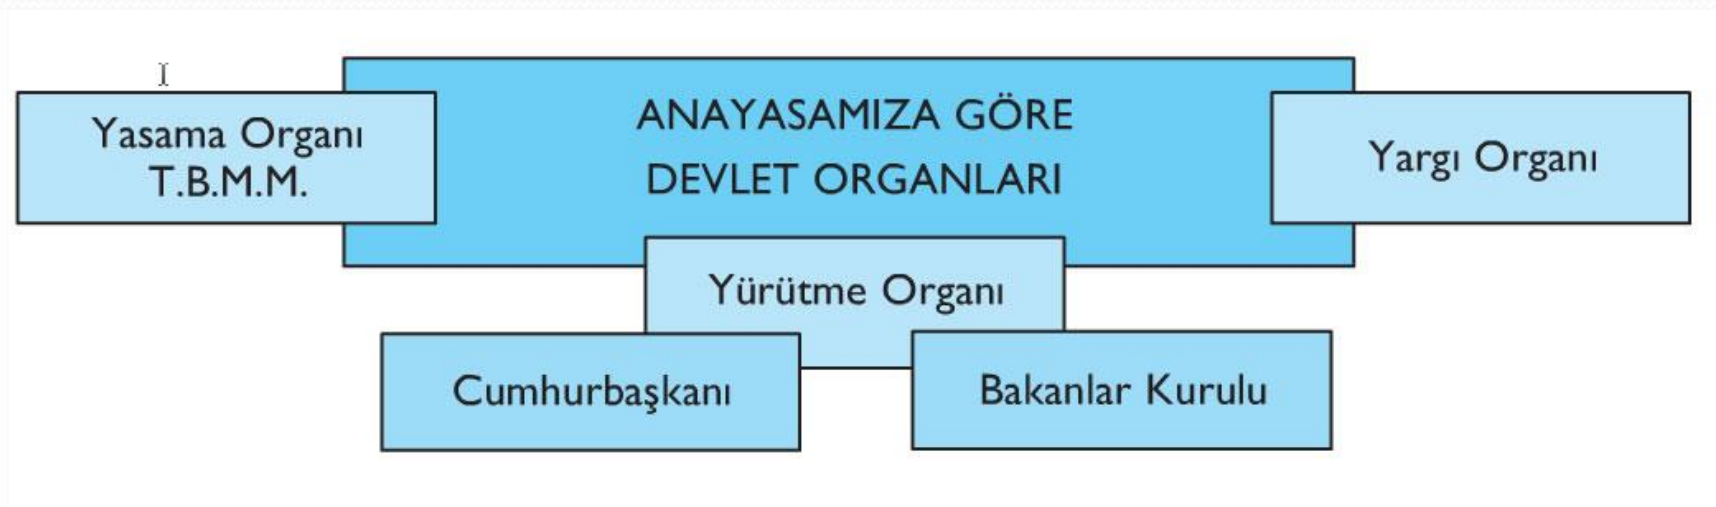 ANAYASAMIZA GÖRE
DEVLET ORGANLARI
Yasama Organı
T.B.M.M.
Yargı Organı
Yürütme Organı
Cumhurbaşkanı
Bakanlar Kurulu